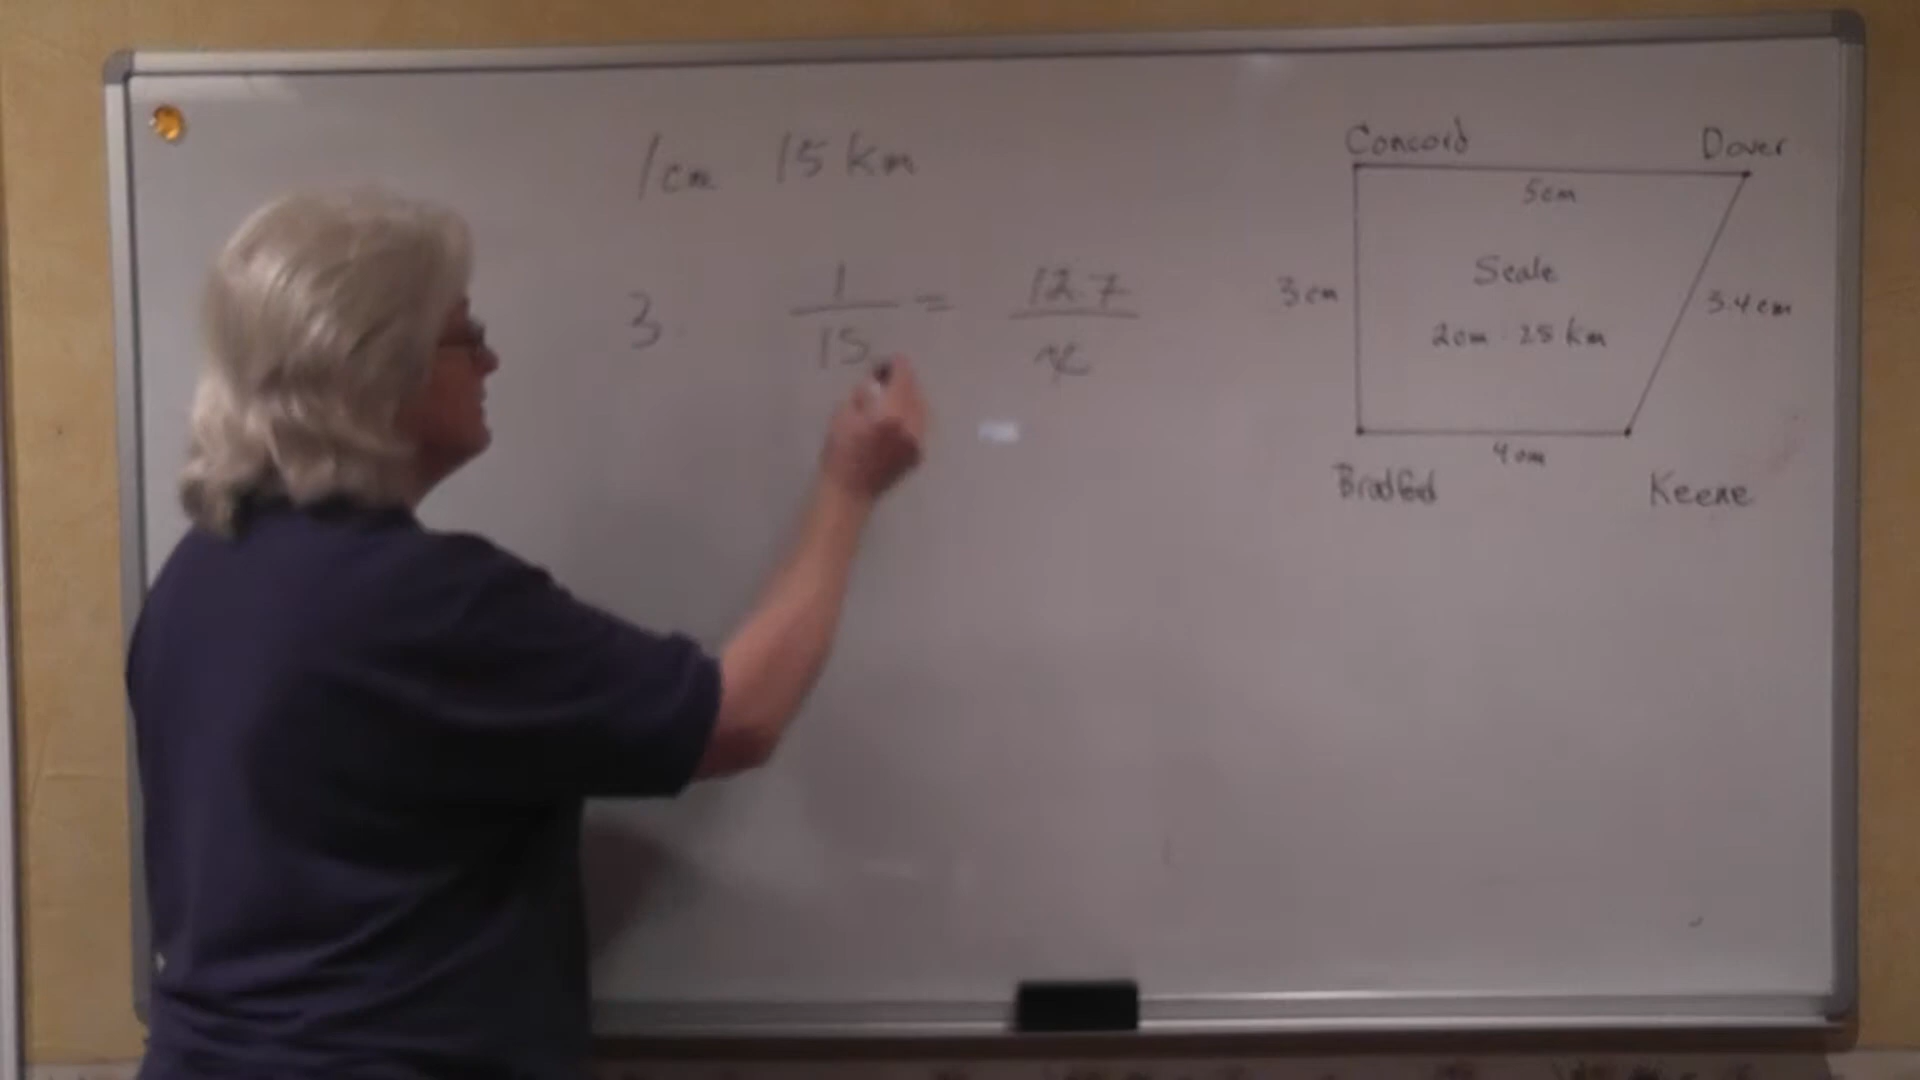 1cm 15 km
3. 1/15 = 12.7/x
Concord Dover
5cm
Scale
3cm 3.4cm
2cm 25 km
4cm
Bradford Keene